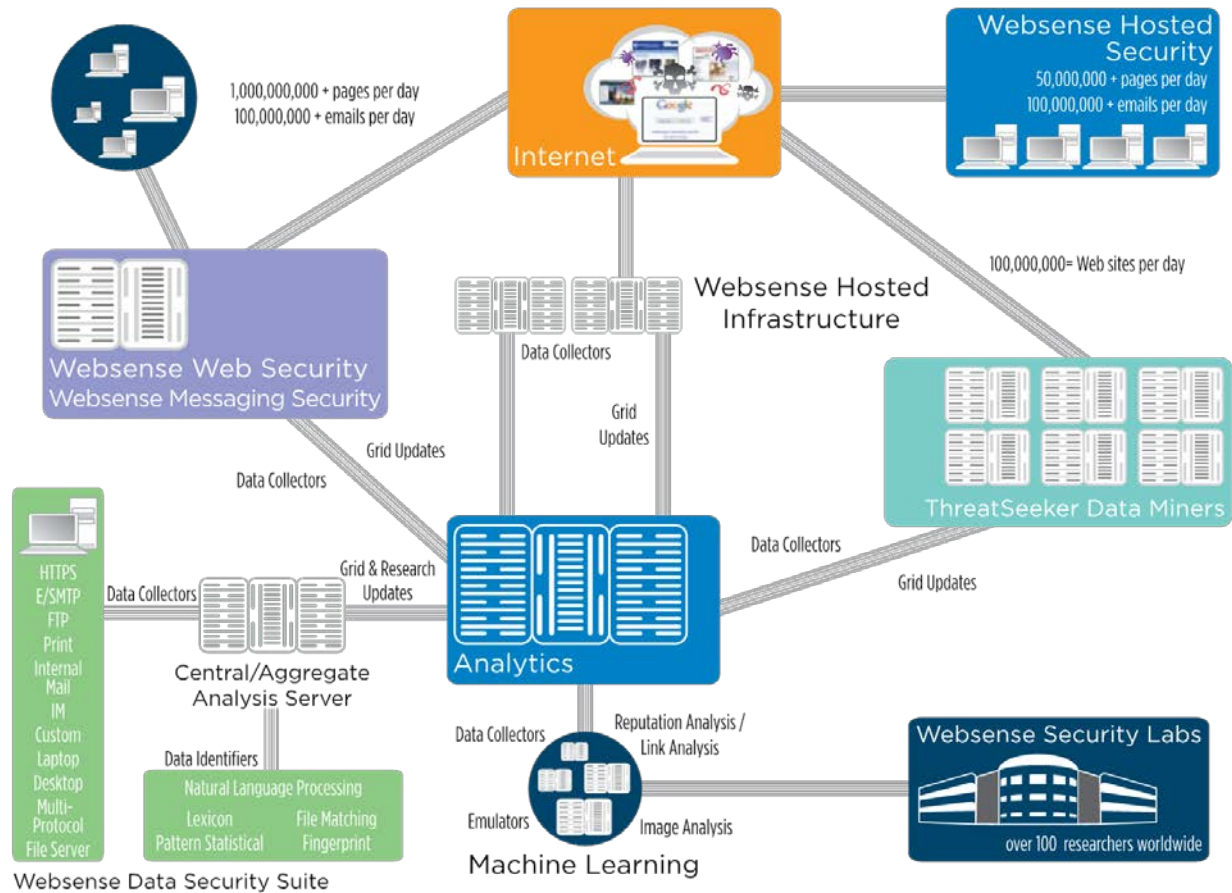 1,000,000,000 + pages per day
100,000,000 + emails per day
Google
Internet
Websense Hosted
Security
50,000,000 + pages per day
100,000,000 + emails per day
100,000,000= Web sites per day
Websense Hosted
Infrastructure
Data Collectors
Grid
Updates
Websense Web Security
Websense Messaging Security
Grid Updates
Data Collectors
ThreatSeeker Data Miners
Data Collectors
Grid Updates
HTTPS
E/SMTP
FTP
Print
Internal
Mail
IM
Custom
Laptop
Desktop
Multi-
Protocol
File Server
Data Collectors
Grid & Research
Updates
Central/Aggregate
Analysis Server
Analytics
Data Identifiers
Natural Language Processing
Lexicon File Matching
Pattern Statistical Fingerprint
Websense Data Security Suite
Data Collectors
Reputation Analysis /
Link Analysis
Emulators
Image Analysis
Machine Learning
Websense Security Labs
over 100 researchers worldwide